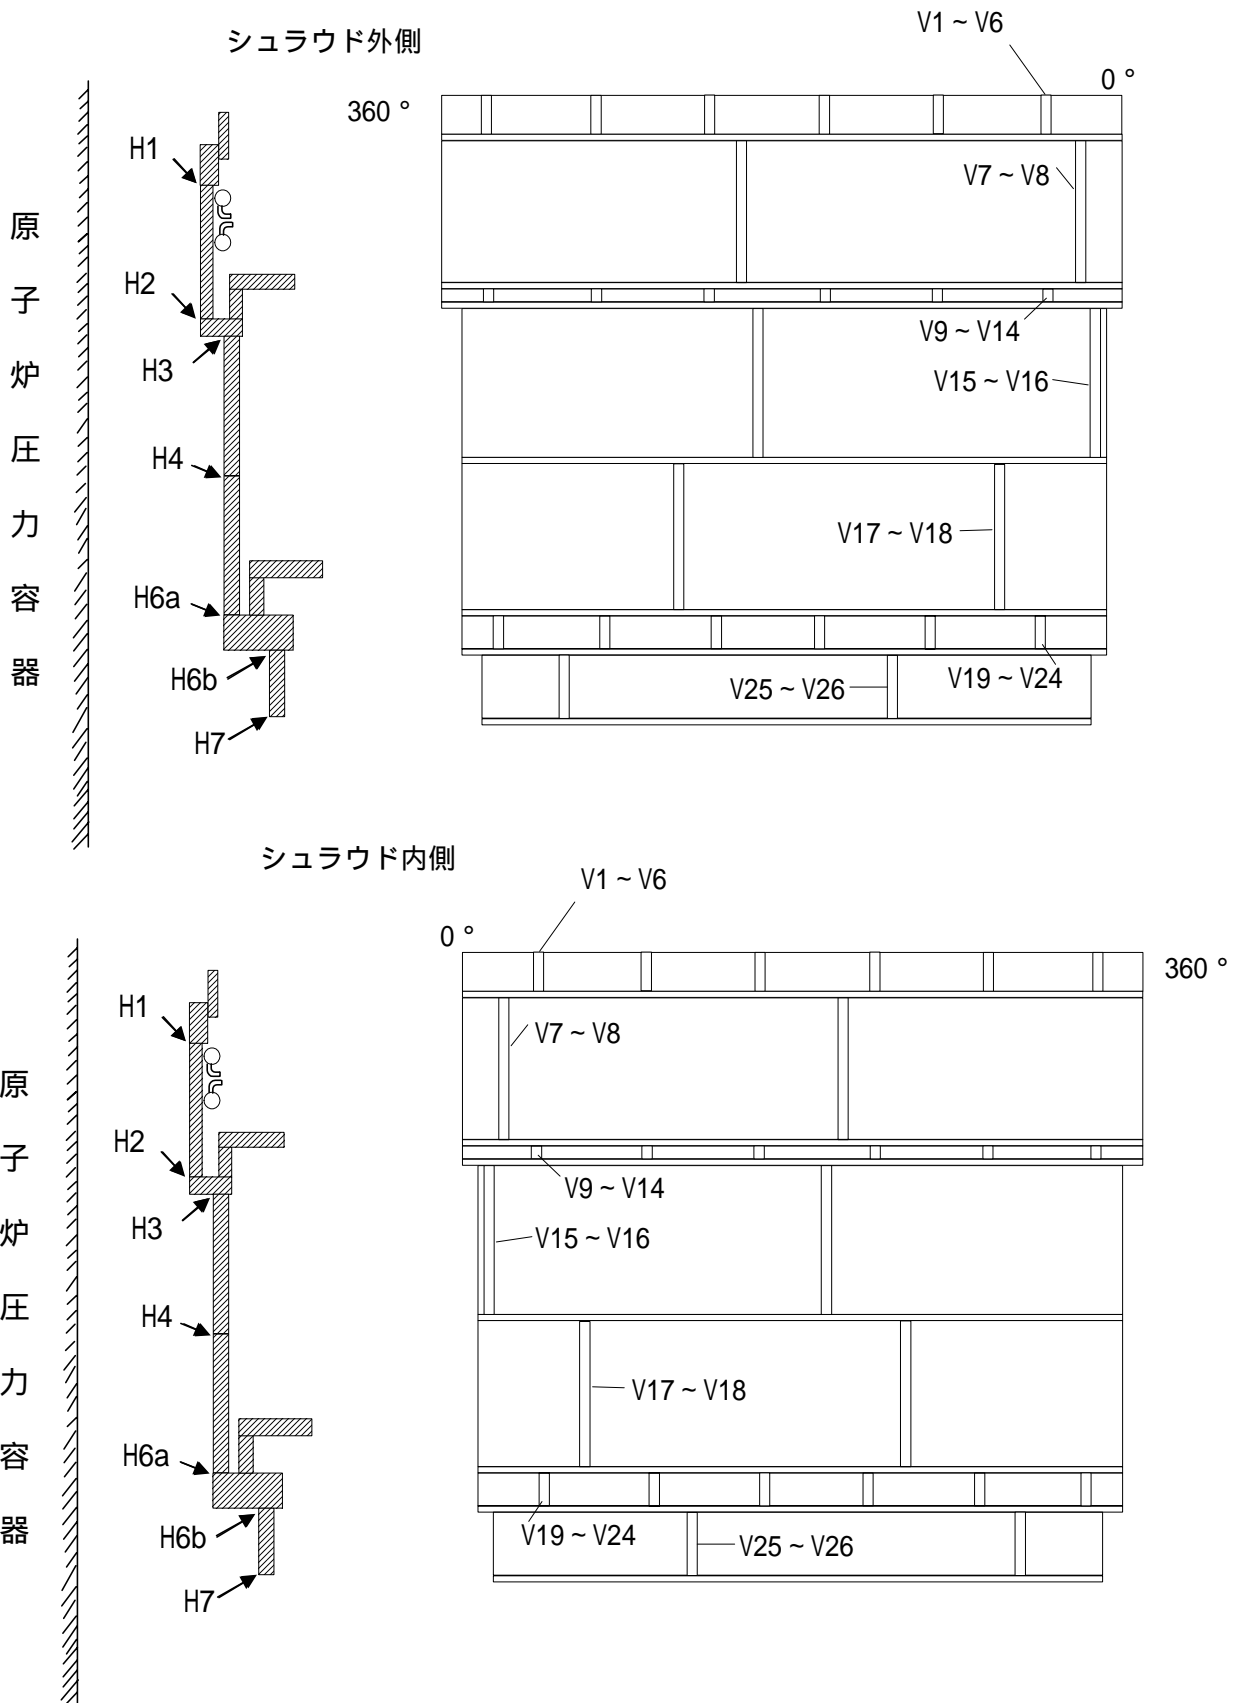 シュラウド外側
V1 ~ V6
0 °
360 °
H1
V7 ~ V8
原子炉圧力容器
H2
V9 ~ V14
H3
V15 ~ V16
H4
V17 ~ V18
H6a
H6b
V25 ~ V26
V19 ~ V24
H7
シュラウド内側
V1 ~ V6
0 °
360 °
H1
V7 ~ V8
原子炉圧力容器
H2
V9 ~ V14
H3
V15 ~ V16
H4
V17 ~ V18
H6a
H6b
V19 ~ V24
V25 ~ V26
H7